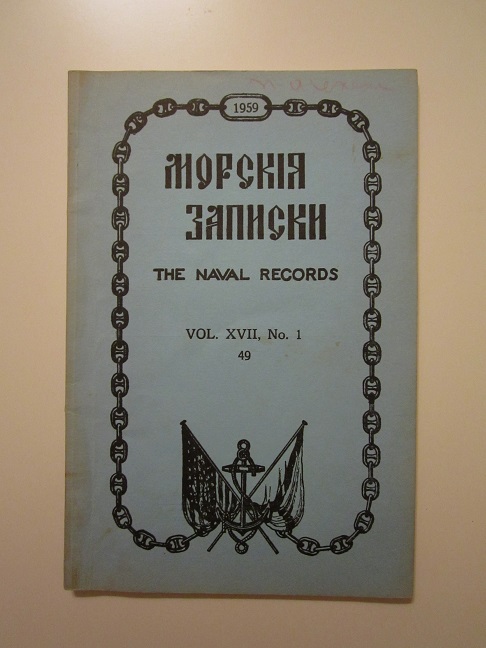 1959
МОРСКІЯ
ЗАПИСКИ
THE NAVAL RECORDS
VOL. XVII, No. 1
49